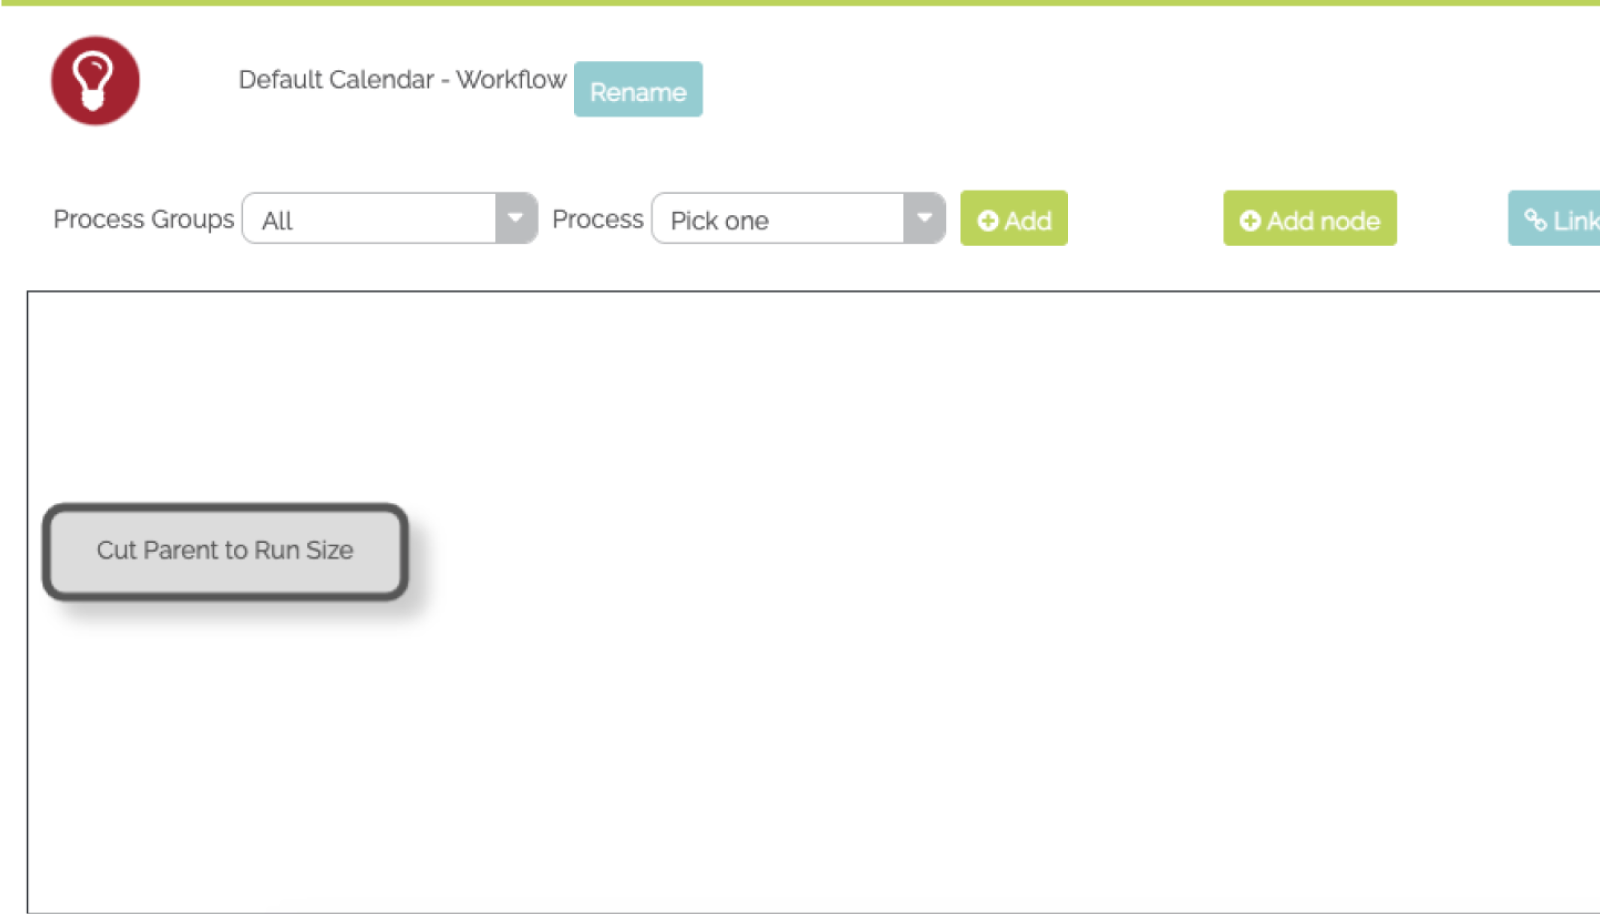 Default Calendar - Workflow Rename
Process Groups All Process Pick one Add Add node Link
Cut Parent to Run Size